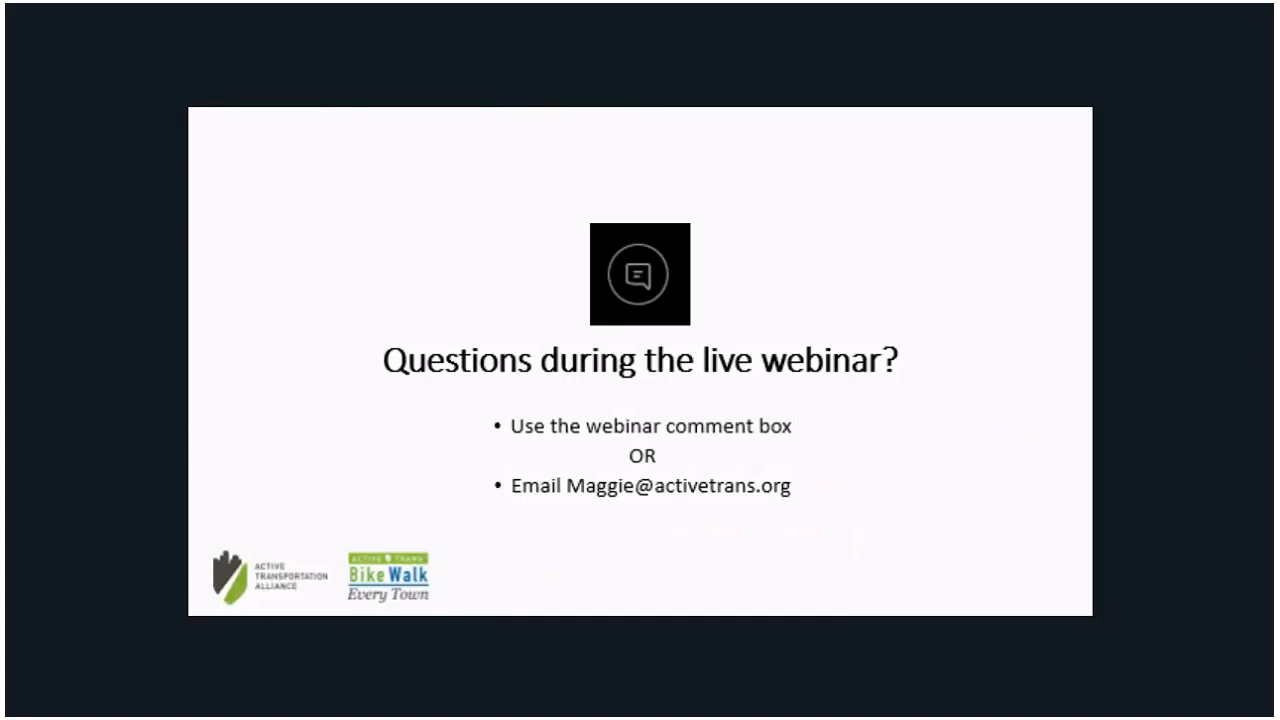 Questions during the live webinar?
• Use the webinar comment box
OR
• Email Maggie@activetrans.org
ACTIVE
TRANSPORTATION
ALLIANCE
ACTIVE TRANS
Bike Walk
Every Town